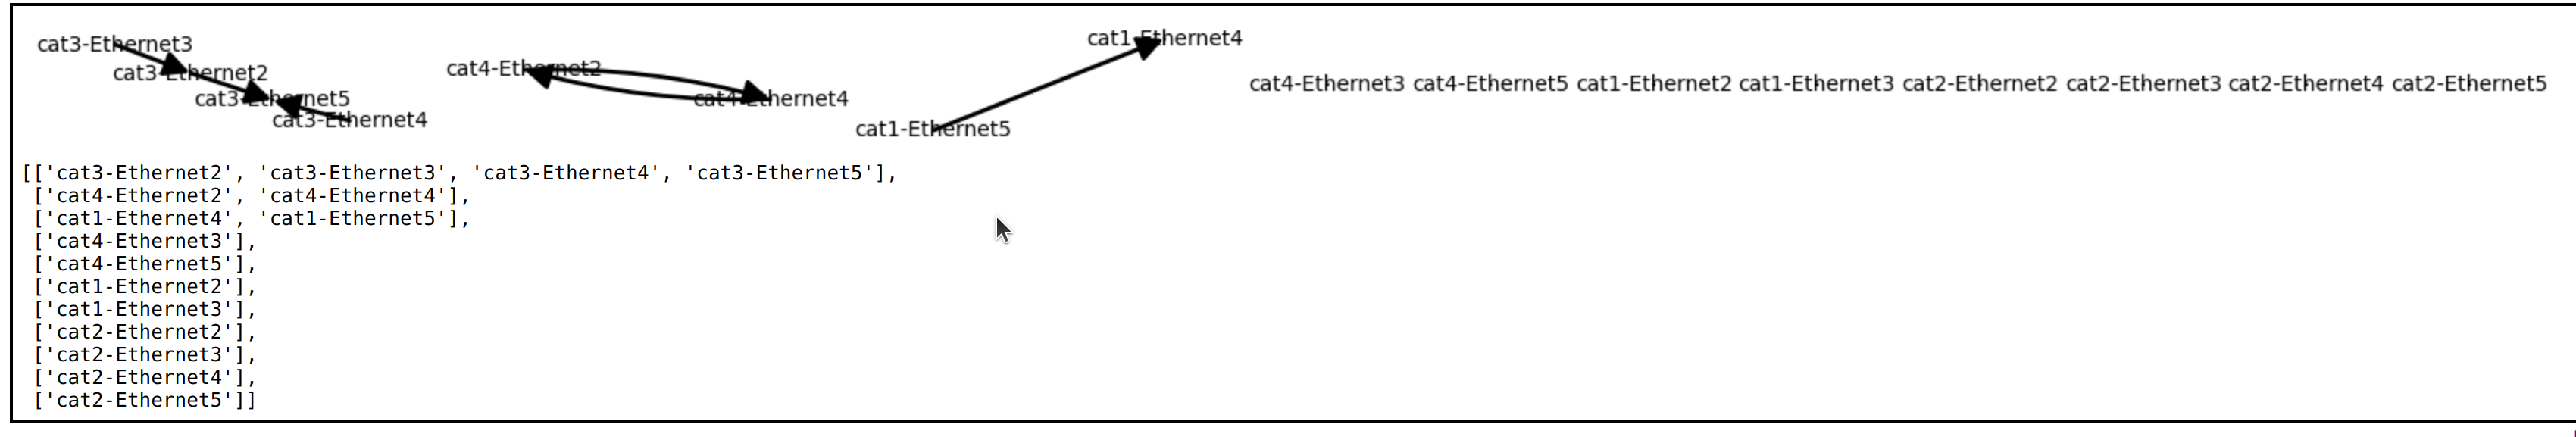 cat3-Ethernet3
cat3-Ethernet2
cat3-Ethernet5
cat3-Ethernet4
cat4-Ethernet2
cat4-Ethernet4
cat1-Ethernet5
cat1-Ethernet4
cat4-Ethernet3 cat4-Ethernet5 cat1-Ethernet2 cat1-Ethernet3 cat2-Ethernet2 cat2-Ethernet3 cat2-Ethernet4 cat2-Ethernet5
[['cat3-Ethernet2', 'cat3-Ethernet3', 'cat3-Ethernet4', 'cat3-Ethernet5'],
['cat4-Ethernet2', 'cat4-Ethernet4'],
['cat1-Ethernet4', 'cat1-Ethernet5'],
['cat4-Ethernet3'],
['cat4-Ethernet5'],
['cat1-Ethernet2'],
['cat1-Ethernet3'],
['cat2-Ethernet2'],
['cat2-Ethernet3'],
['cat2-Ethernet4'],
['cat2-Ethernet5']]